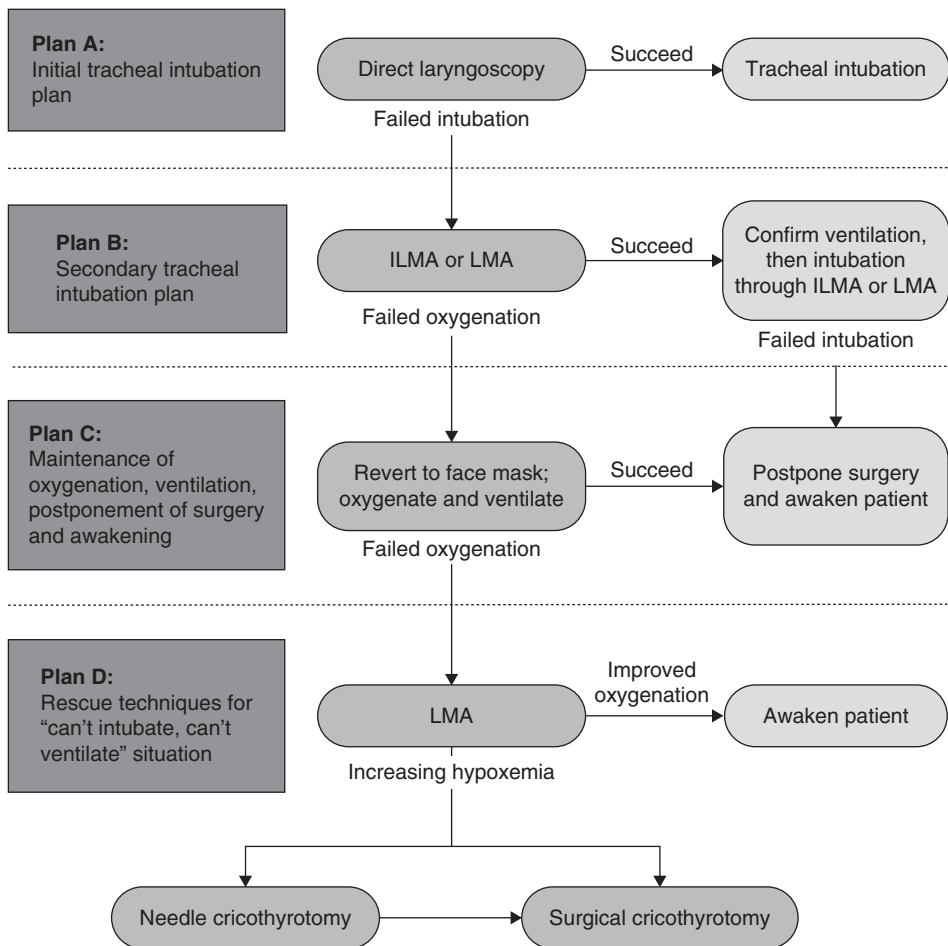 Plan A:
Initial tracheal intubation
plan
Direct laryngoscopy
Succeed
Tracheal intubation
Failed intubation
Plan B:
Secondary tracheal
intubation plan
ILMA or LMA
Succeed
Confirm ventilation,
then intubation
through ILMA or LMA
Failed oxygenation
Failed intubation
Plan C:
Maintenance of
oxygenation, ventilation,
postponement of surgery
and awakening
Revert to face mask;
oxygenate and ventilate
Succeed
Postpone surgery
and awaken patient
Failed oxygenation
Plan D:
Rescue techniques for
“can’t intubate, can’t
ventilate” situation
LMA
Improved
oxygenation
Awaken patient
Increasing hypoxemia
Needle cricothyrotomy
Surgical cricothyrotomy